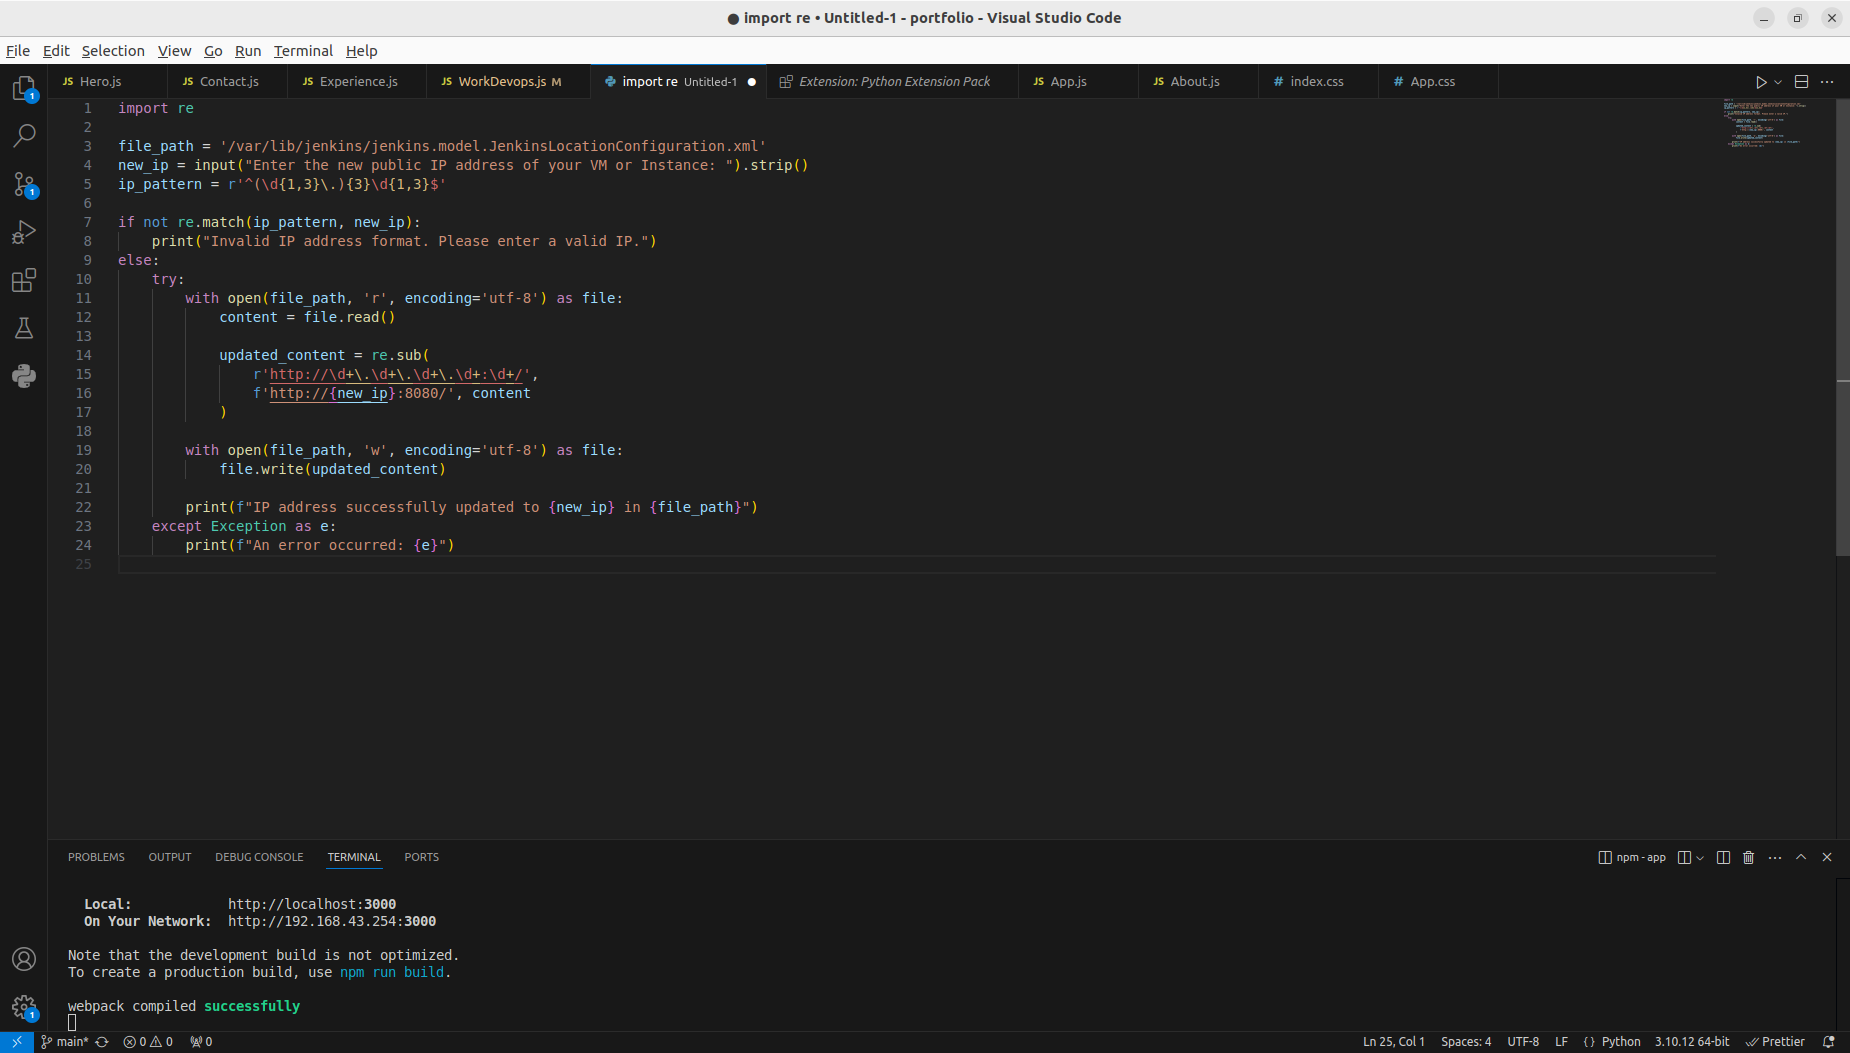 import re • Untitled-1 - portfolio - Visual Studio Code
File Edit Selection View Go Run Terminal Help
JS Hero.js JS Contact.js JS Experience.js JS WorkDevops.js M import re Untitled-1 Extension: Python Extension Pack JS App.js JS About.js # index.css # App.css
1 import re
2
3 file_path = '/var/lib/jenkins/jenkins.model.JenkinsLocationConfiguration.xml'
4 new_ip = input("Enter the new public IP address of your VM or Instance: ").strip()
5 ip_pattern = r'^(\d{1,3}\.){3}\d{1,3}$'
6
7 if not re.match(ip_pattern, new_ip):
8     print("Invalid IP address format. Please enter a valid IP.")
9 else:
10     try:
11         with open(file_path, 'r', encoding='utf-8') as file:
12             content = file.read()
13
14             updated_content = re.sub(
15                 r'http://\d+\.\d+\.\d+\.\d+:\d+/',
16                 f'http://{new_ip}:8080/', content
17             )
18
19         with open(file_path, 'w', encoding='utf-8') as file:
20             file.write(updated_content)
21
22         print(f"IP address successfully updated to {new_ip} in {file_path}")
23     except Exception as e:
24         print(f"An error occurred: {e}")
25
PROBLEMS OUTPUT DEBUG CONSOLE TERMINAL PORTS npm - app
Local: http://localhost:3000
On Your Network: http://192.168.43.254:3000
Note that the development build is not optimized.
To create a production build, use npm run build.
webpack compiled successfully
main* 0 0 0 Ln 25, Col 1 Spaces: 4 UTF-8 LF {} Python 3.10.12 64-bit Prettier
1
1
1